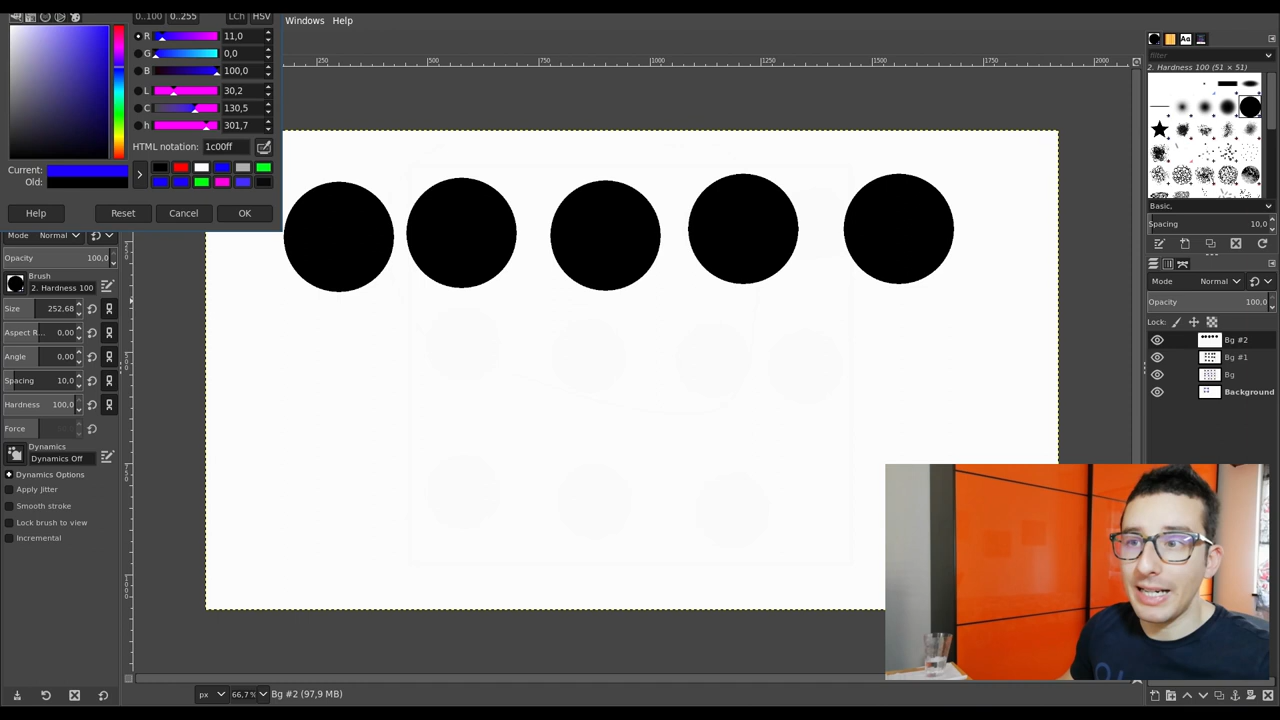 0..100 0..255 LCh HSV
Windows Help
R 11,0
G 0,0
B 100,0
L 30,2
C 130,5
h 301,7
HTML notation: 1c00ff
Current:
Old:
Help Reset Cancel OK
Mode Normal
Opacity 100,0
Brush
2. Hardness 100
Size 252,68
Aspect R... 0,00
Angle 0,00
Spacing 10,0
Hardness 100,0
Force
Dynamics
Dynamics Off
Dynamics Options
Apply Jitter
Smooth stroke
Lock brush to view
Incremental
250 500 750 1000 1250 1500 1750 2000
px 66,7% Bg #2 (97,9 MB)
Aa
filter
2. Hardness 100 (51 × 51)
Basic,
Spacing 10,0
Mode Normal
Opacity 100,0
Lock:
Bg #2
Bg #1
Bg
Background